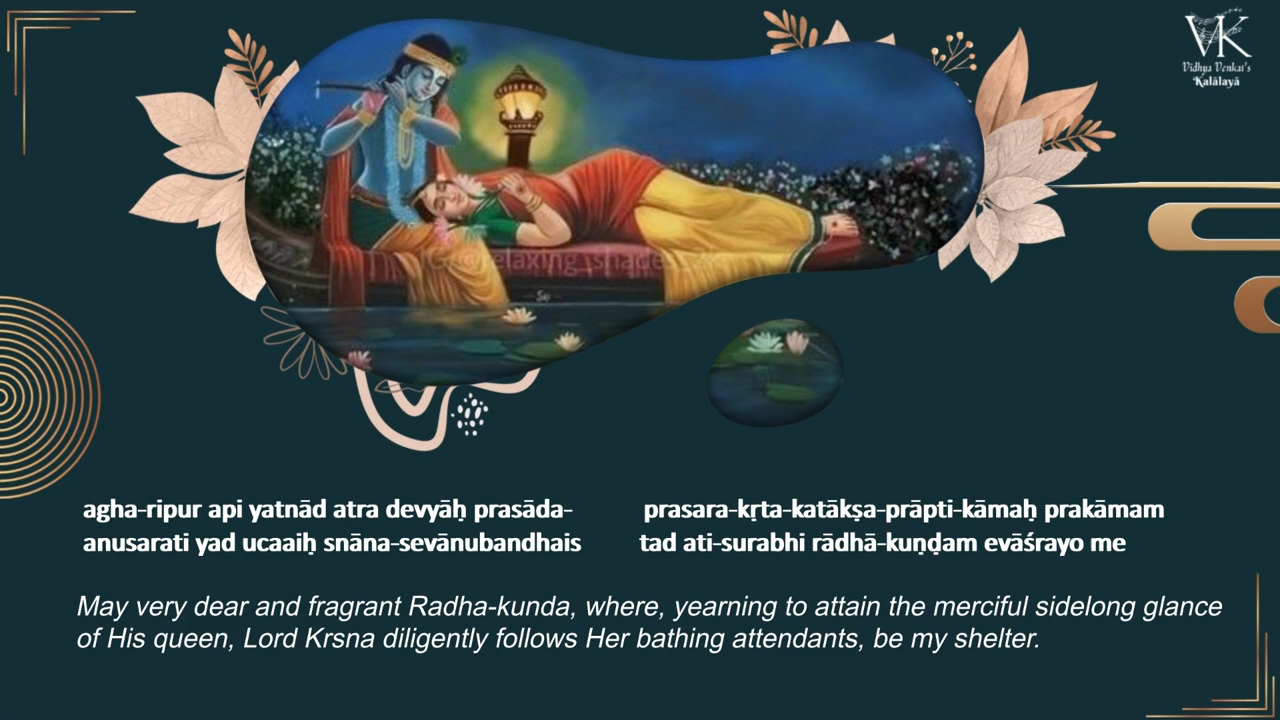 VK
Vidhya Venkat's
Kalālayā
agha-ripur api yatnād atra devyāḥ prasāda-
prasara-kṛta-katākṣa-prāpti-kāmaḥ prakāmam
anusarati yad ucaaiḥ snāna-sevānubandhais
tad ati-surabhi rādhā-kuṇḍam evāśrayo me
May very dear and fragrant Radha-kunda, where, yearning to attain the merciful sidelong glance
of His queen, Lord Krsna diligently follows Her bathing attendants, be my shelter.